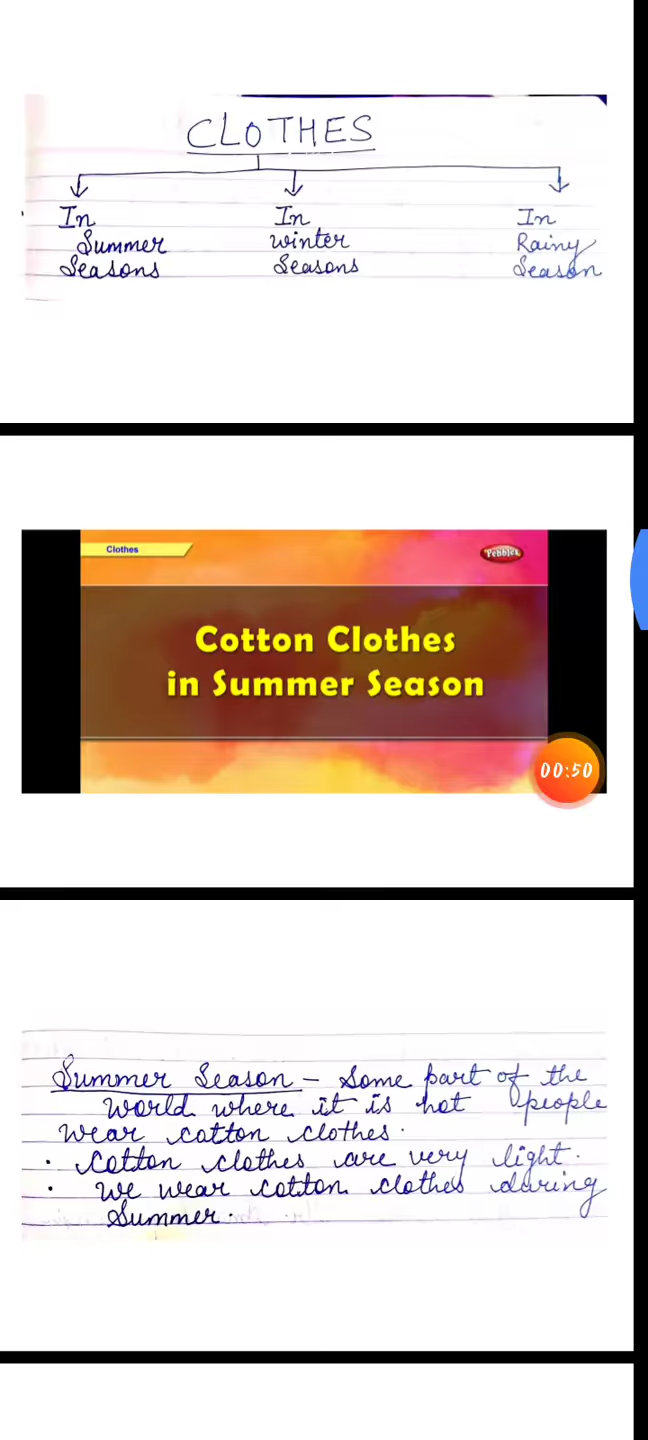 CLOTHES
In Summer Seasons
In winter Seasons
In Rainy Season
Clothes
Pebbles
Cotton Clothes
in Summer Season
00:50
Summer Season – Some part of the
world where it is hot people
wear cotton clothes.
· Cotton clothes are very light.
· We wear cotton clothes during
Summer.